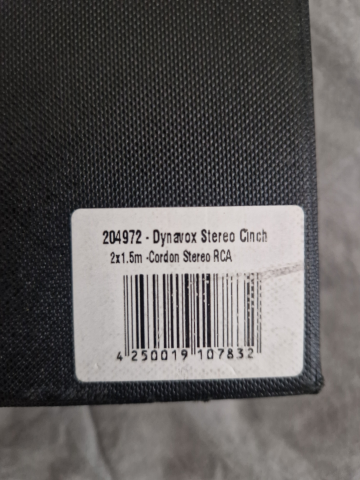 204972 - Dynavox Stereo Cinch
2x1.5m -Cordon Stereo RCA
4 250019 107832